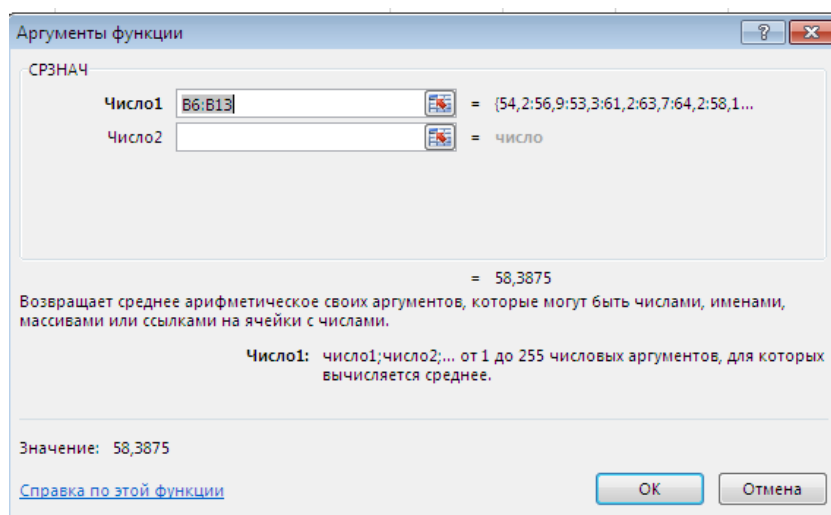 Аргументы функции
СРЗНАЧ
Число1 B6:B13 = {54,2:56,9:53,3:61,2:63,7:64,2:58,1...
Число2 = число
= 58,3875
Возвращает среднее арифметическое своих аргументов, которые могут быть числами, именами,
массивами или ссылками на ячейки с числами.
Число1: число1;число2;... от 1 до 255 числовых аргументов, для которых
вычисляется среднее.
Значение: 58,3875
Справка по этой функции
ОК
Отмена